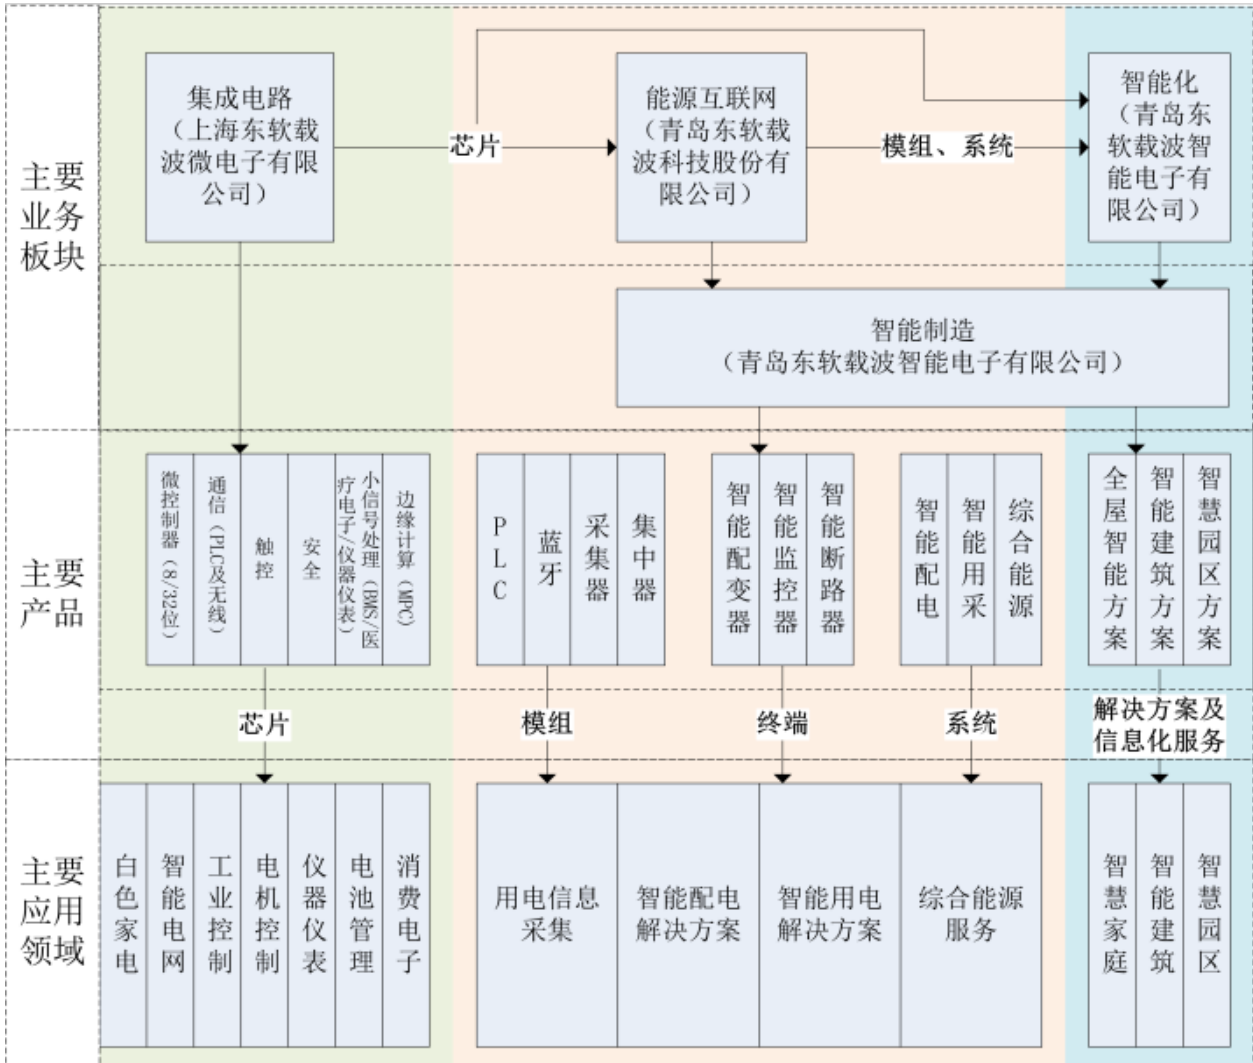 主要
业务
板块
集成电路
（上海东软载
波微电子有限
公司）
芯片
能源互联网
（青岛东软载
波科技股份有
限公司）
模组、系统
智能化
（青岛东
软载波智
能电子有
限公司）
智能制造
（青岛东软载波智能电子有限公司）
主要
产品
微控制器（8/32位）
通信（PLC及无线）
触控
安全
小信号处理（BMS/医
疗电子/仪器仪表）
边缘计算（MPC）
PLC
蓝牙
采集器
集中器
智能配变器
智能监控器
智能断路器
智能配电
智能用采
综合能源
全屋智能方案
智能建筑方案
智慧园区方案
芯片
模组
终端
系统
解决方案及
信息化服务
主要
应用
领域
白色家电
智能电网
工业控制
电机控制
仪器仪表
电池管理
消费电子
用电信息
采集
智能配电
解决方案
智能用电
解决方案
综合能源
服务
智慧家庭
智能建筑
智慧园区